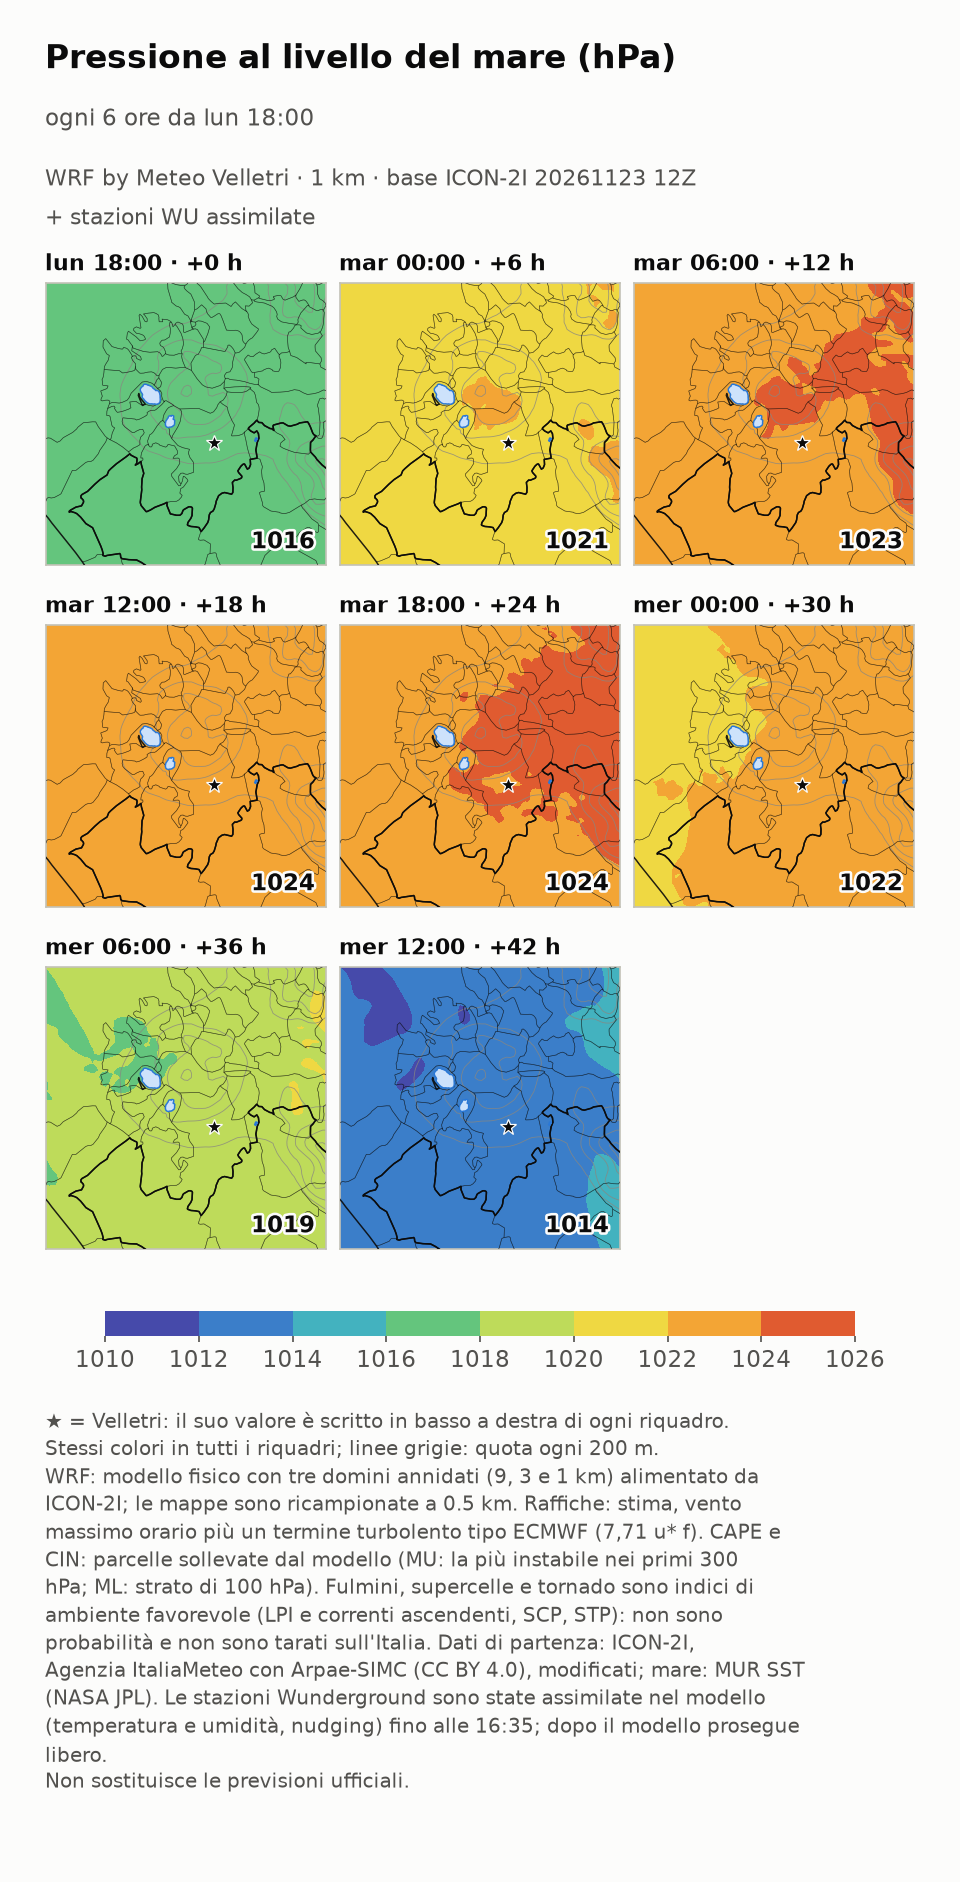 Pressione al livello del mare (hPa)
ogni 6 ore da lun 18:00
WRF by Meteo Velletri · 1 km · base ICON-2I 20261123 12Z
+ stazioni WU assimilate
lun 18:00 · +0 h
mar 00:00 · +6 h
mar 06:00 · +12 h
1016
1021
1023
mar 12:00 · +18 h
mar 18:00 · +24 h
mer 00:00 · +30 h
1024
1024
1022
mer 06:00 · +36 h
mer 12:00 · +42 h
1019
1014
1010 1012 1014 1016 1018 1020 1022 1024 1026
★ = Velletri: il suo valore è scritto in basso a destra di ogni riquadro.
Stessi colori in tutti i riquadri; linee grigie: quota ogni 200 m.
WRF: modello fisico con tre domini annidati (9, 3 e 1 km) alimentato da
ICON-2I; le mappe sono ricampionate a 0.5 km. Raffiche: stima, vento
massimo orario più un termine turbolento tipo ECMWF (7,71 u* f). CAPE e
CIN: parcelle sollevate dal modello (MU: la più instabile nei primi 300
hPa; ML: strato di 100 hPa). Fulmini, supercelle e tornado sono indici di
ambiente favorevole (LPI e correnti ascendenti, SCP, STP): non sono
probabilità e non sono tarati sull'Italia. Dati di partenza: ICON-2I,
Agenzia ItaliaMeteo con Arpae-SIMC (CC BY 4.0), modificati; mare: MUR SST
(NASA JPL). Le stazioni Wunderground sono state assimilate nel modello
(temperatura e umidità, nudging) fino alle 16:35; dopo il modello prosegue
libero.
Non sostituisce le previsioni ufficiali.